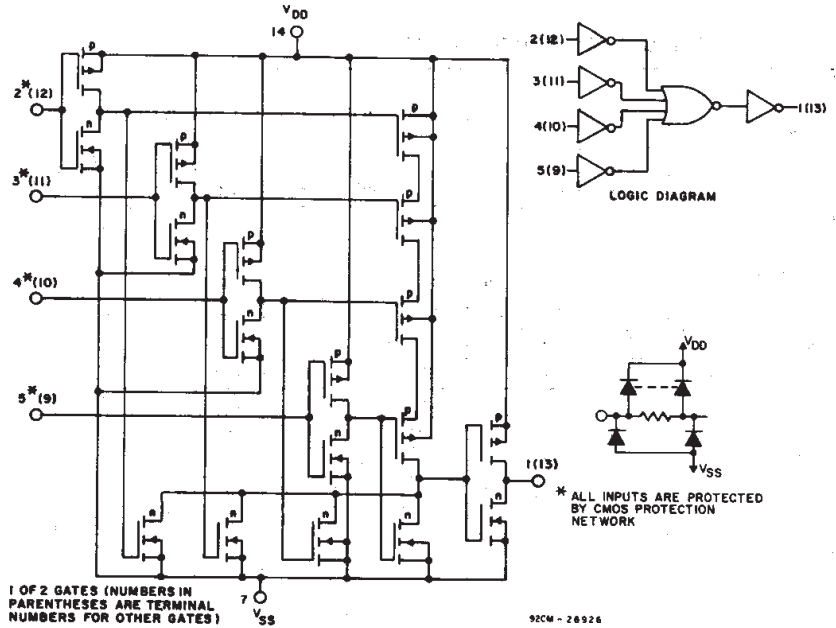 VDD
14
p
2*(12)
n
p
3*(11)
n
p
4*(10)
n
p
5*(9)
n
p
p
p
p
p
1(13)
n
n
n
n
n
7
VSS
1 OF 2 GATES (NUMBERS IN
PARENTHESES ARE TERMINAL
NUMBERS FOR OTHER GATES)
2(12)
3(11)
4(10)
5(9)
1(13)
LOGIC DIAGRAM
VDD
VSS
* ALL INPUTS ARE PROTECTED
BY CMOS PROTECTION
NETWORK
92CM-28926